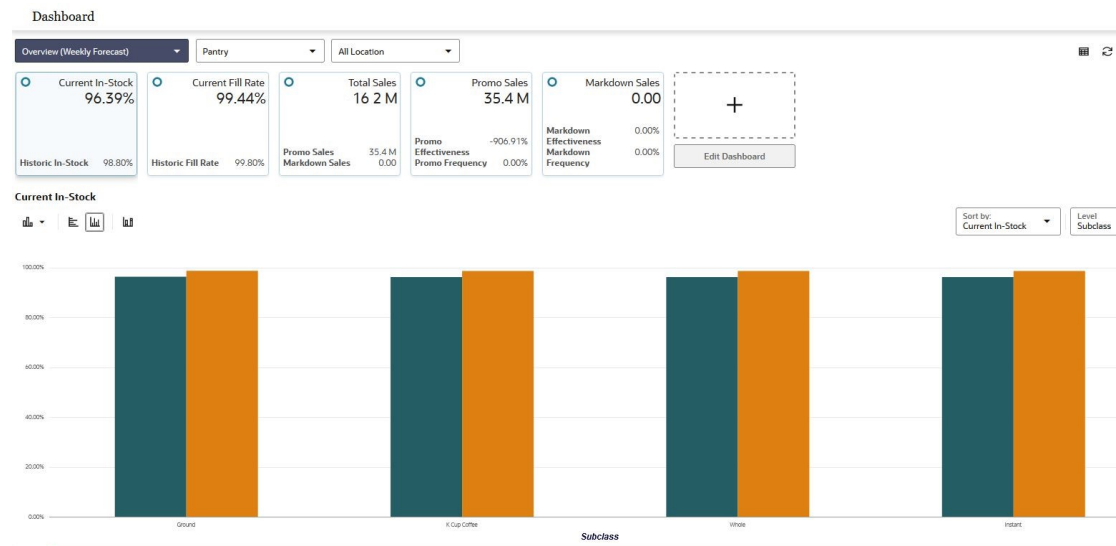 Dashboard
Overview (Weekly Forecast)
Pantry
All Location
Current In-Stock
96.39%
Historic In-Stock 98.80%
Current Fill Rate
99.44%
Historic Fill Rate 99.80%
Total Sales
16 2 M
Promo Sales 35.4 M
Markdown Sales 0.00
Promo Sales
35.4 M
Promo Effectiveness -906.91%
Promo Frequency 0.00%
Markdown Sales
0.00
Markdown Effectiveness 0.00%
Markdown Frequency 0.00%
+
Edit Dashboard
Current In-Stock
Sort by:
Current In-Stock
Level
Subclass
100.00%
80.00%
60.00%
40.00%
20.00%
0.00%
Ground
K Cup Coffee
Whole
Instant
Subclass